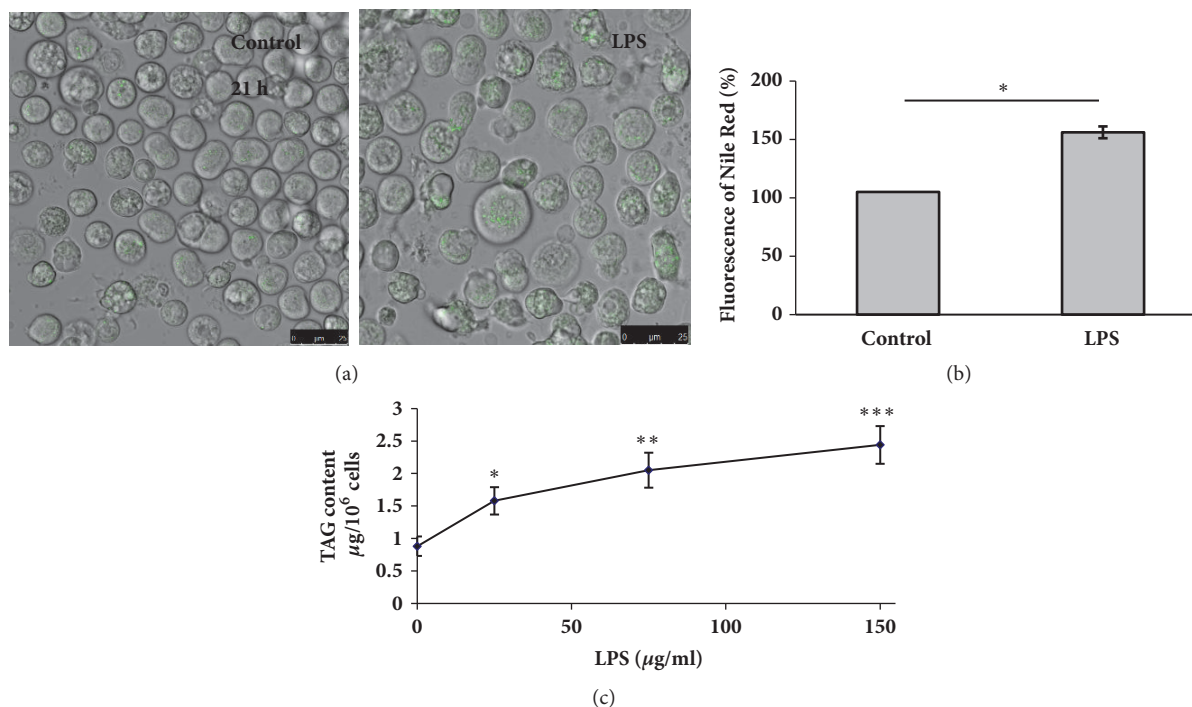 Control
21 h
0 µm 25
LPS
0 µm 25
(a)
Fluorescence of Nile Red (%)
200
150
100
50
0
*
Control LPS
(b)
TAG content
µg/10⁶ cells
3
2.5
2
1.5
1
0.5
0
*
**
***
0 50 100 150
LPS (µg/ml)
(c)